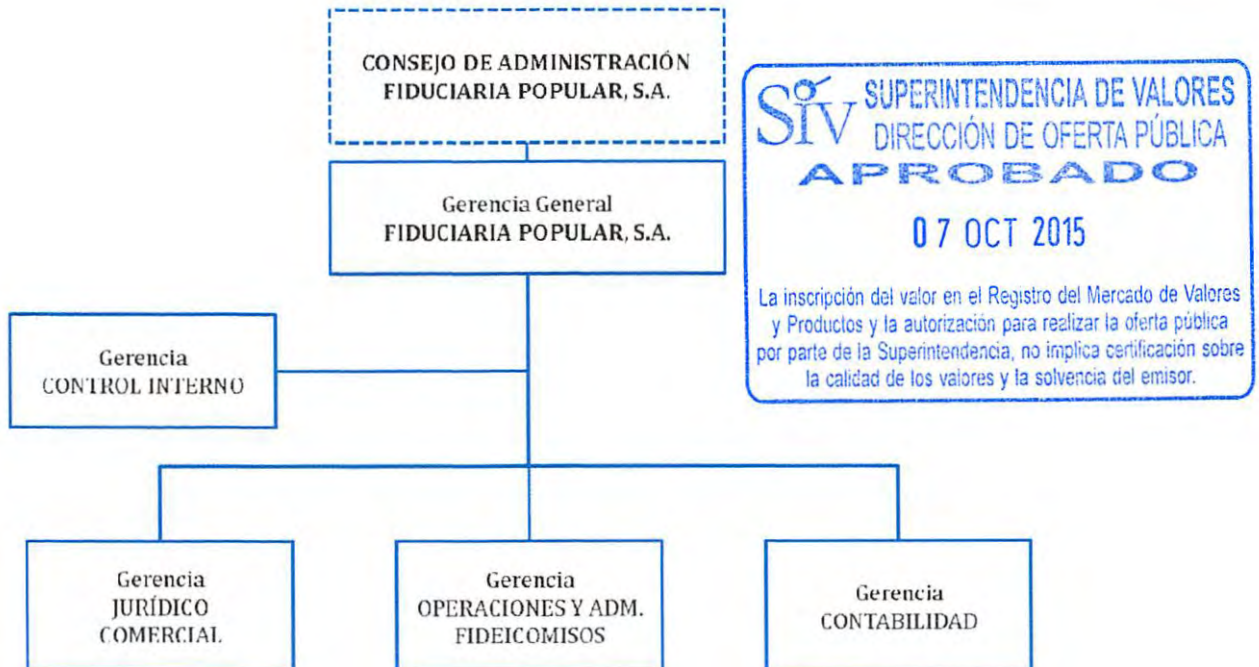 CONSEJO DE ADMINISTRACIÓN
FIDUCIARIA POPULAR, S.A.
Gerencia General
FIDUCIARIA POPULAR, S.A.
SIV SUPERINTENDENCIA DE VALORES
DIRECCIÓN DE OFERTA PÚBLICA
APROBADO
07 OCT 2015
La inscripción del valor en el Registro del Mercado de Valores
y Productos y la autorización para realizar la oferta pública
por parte de la Superintendencia, no implica certificación sobre
la calidad de los valores y la solvencia del emisor.
Gerencia
CONTROL INTERNO
Gerencia
JURÍDICO
COMERCIAL
Gerencia
OPERACIONES Y ADM.
FIDEICOMISOS
Gerencia
CONTABILIDAD